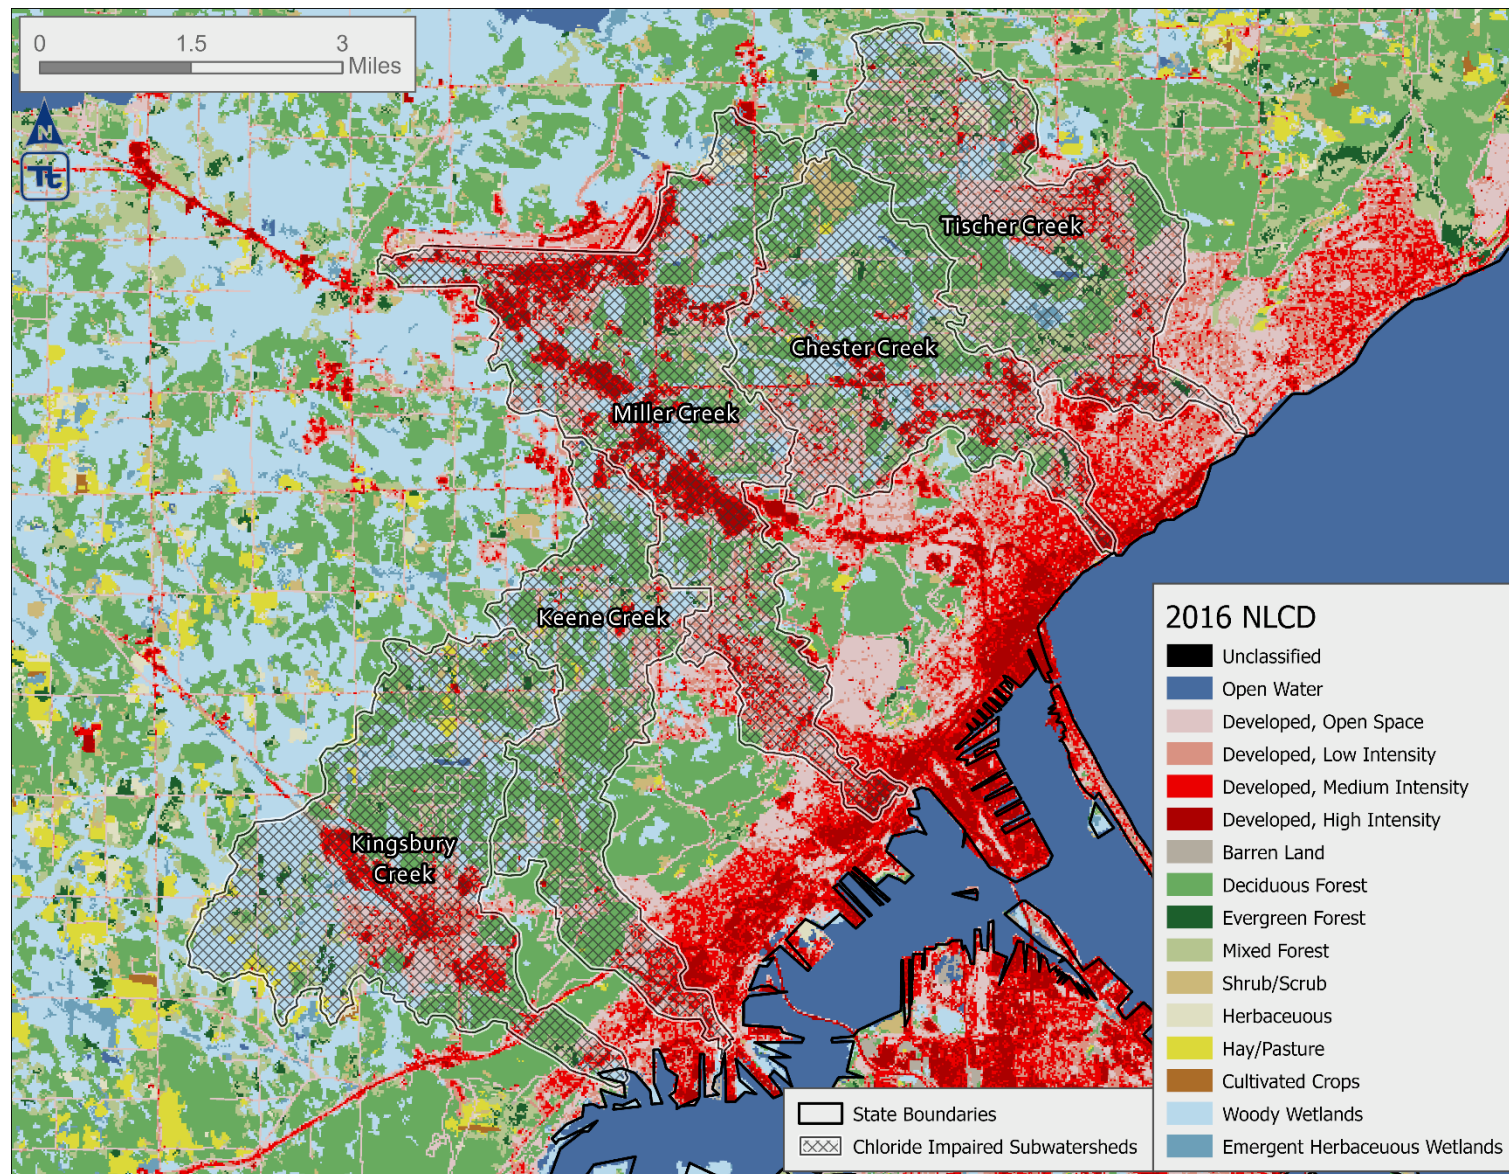 0 1.5 3
Miles
N
Tt
Tischer Creek
Chester Creek
Miller Creek
Keene Creek
Kingsbury
Creek
2016 NLCD
Unclassified
Open Water
Developed, Open Space
Developed, Low Intensity
Developed, Medium Intensity
Developed, High Intensity
Barren Land
Deciduous Forest
Evergreen Forest
Mixed Forest
Shrub/Scrub
Herbaceuous
Hay/Pasture
Cultivated Crops
Woody Wetlands
Emergent Herbaceuous Wetlands
State Boundaries
Chloride Impaired Subwatersheds